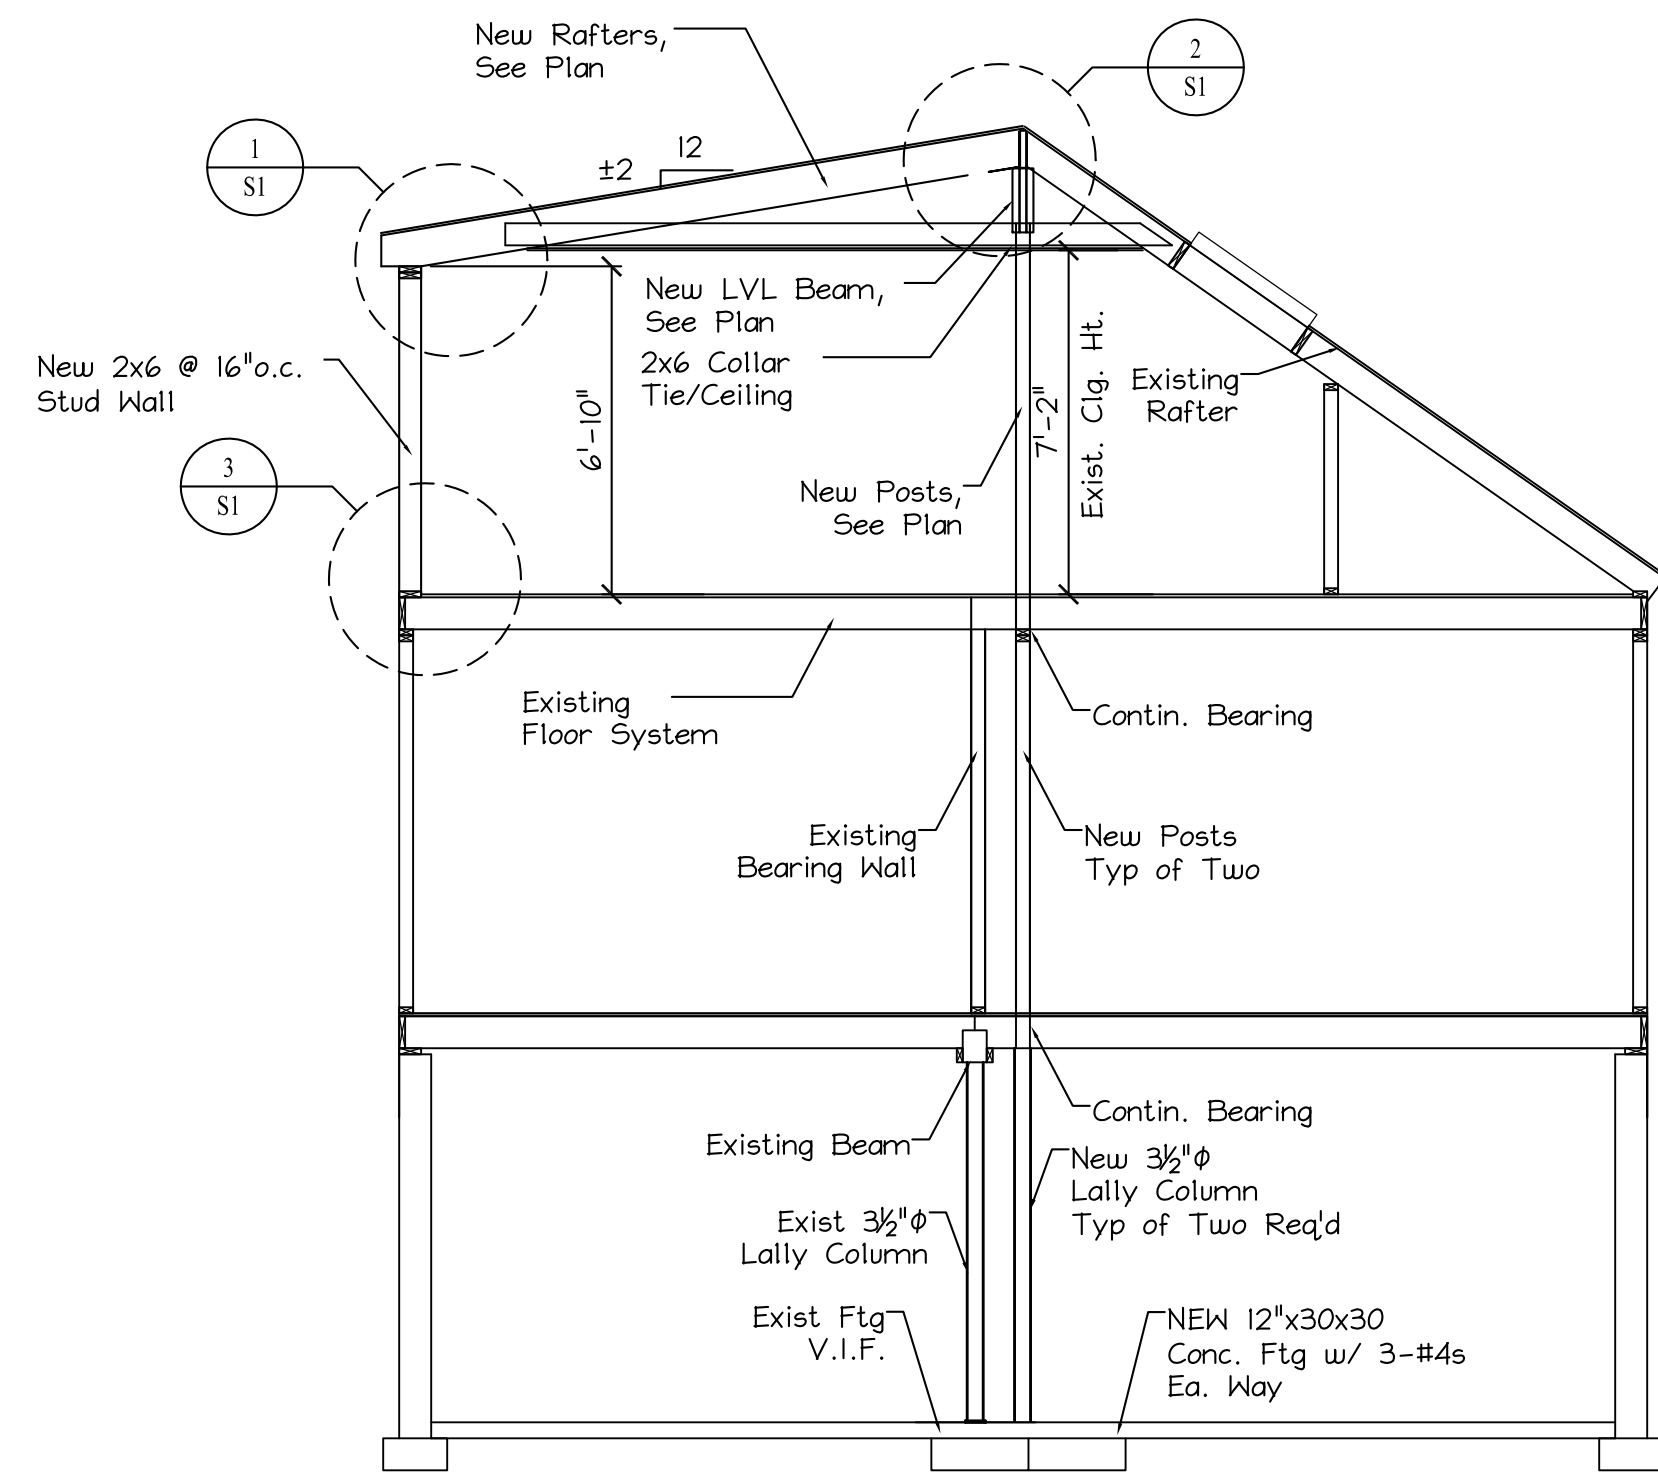 New Rafters,
See Plan
2
S1
1
S1
12
±2
New LVL Beam,
See Plan
2x6 Collar
Tie/Ceiling
New 2x6 @ 16"o.c.
Stud Wall
6'-10"
7'-2"
Exist. Clg. Ht.
Existing
Rafter
3
S1
New Posts,
See Plan
Existing
Floor System
Contin. Bearing
Existing
Bearing Wall
New Posts
Typ of Two
Contin. Bearing
Existing Beam
New 3½"ϕ
Lally Column
Typ of Two Req'd
Exist 3½"ϕ
Lally Column
Exist Ftg
V.I.F.
NEW 12"x30x30
Conc. Ftg w/ 3-#4s
Ea. Way